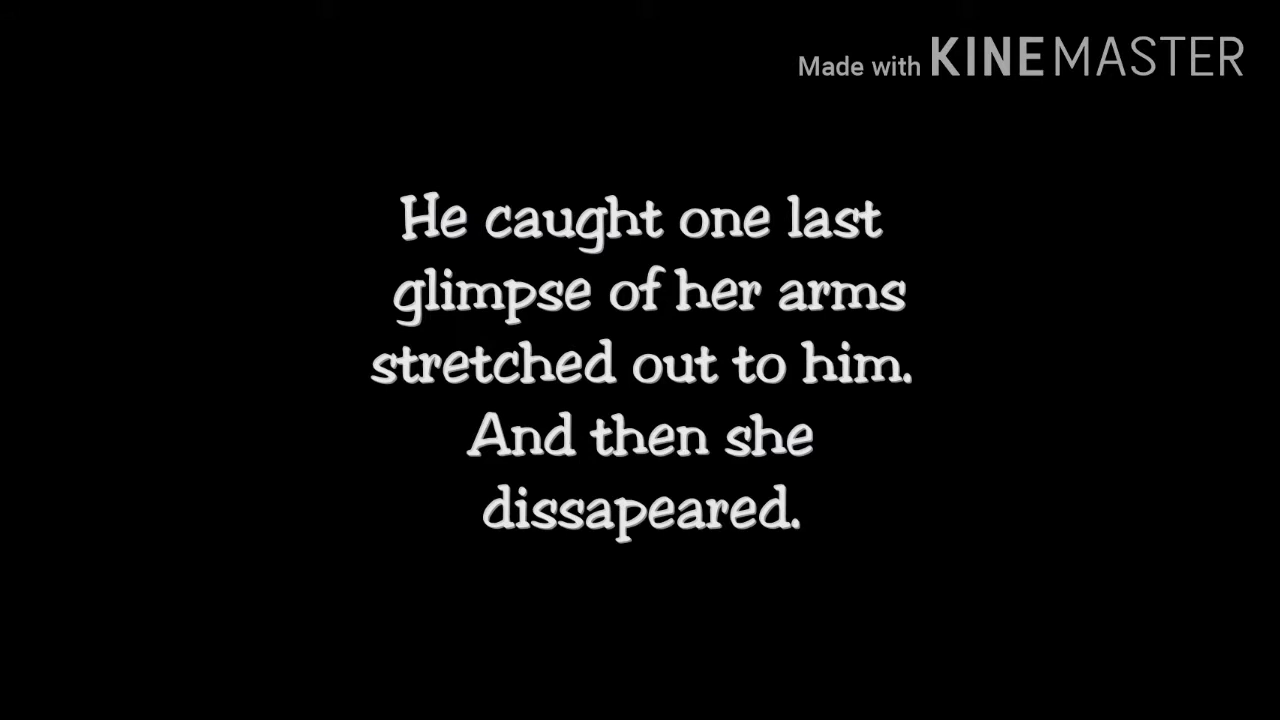 Made with KINEMASTER
He caught one last
glimpse of her arms
stretched out to him.
And then she
dissapeared.